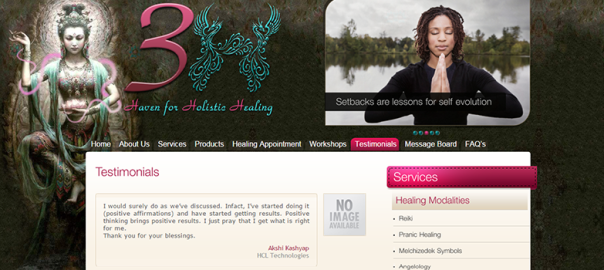 3H
Haven for Holistic Healing
Setbacks are lessons for self evolution
Home About Us Services Products Healing Appointment Workshops Testimonials Message Board FAQ's
Testimonials
I would surely do as we've discussed. Infact, I've started doing it
(positive affirmations) and have started getting results. Positive
thinking brings positive results. I just pray that I get what is right
for me.
Thank you for your blessings.
Akshi Kashyap
HCL Technologies
NO
IMAGE
AVAILABLE
Services
Healing Modalities
Reiki
Pranic Healing
Melchizedek Symbols
Angelology